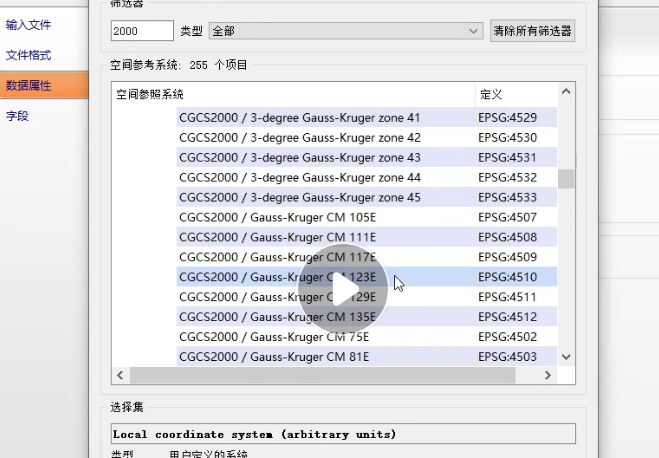 筛选器
输入文件
2000 类型 全部 清除所有筛选器
文件格式
空间参考系统: 255 个项目
数据属性
空间参照系统 定义
字段
CGCS2000 / 3-degree Gauss-Kruger zone 41 EPSG:4529
CGCS2000 / 3-degree Gauss-Kruger zone 42 EPSG:4530
CGCS2000 / 3-degree Gauss-Kruger zone 43 EPSG:4531
CGCS2000 / 3-degree Gauss-Kruger zone 44 EPSG:4532
CGCS2000 / 3-degree Gauss-Kruger zone 45 EPSG:4533
CGCS2000 / Gauss-Kruger CM 105E EPSG:4507
CGCS2000 / Gauss-Kruger CM 111E EPSG:4508
CGCS2000 / Gauss-Kruger CM 117E EPSG:4509
CGCS2000 / Gauss-Kruger CM 123E EPSG:4510
CGCS2000 / Gauss-Kruger CM 129E EPSG:4511
CGCS2000 / Gauss-Kruger CM 135E EPSG:4512
CGCS2000 / Gauss-Kruger CM 75E EPSG:4502
CGCS2000 / Gauss-Kruger CM 81E EPSG:4503
选择集
Local coordinate system (arbitrary units)
类型 用户定义的系统